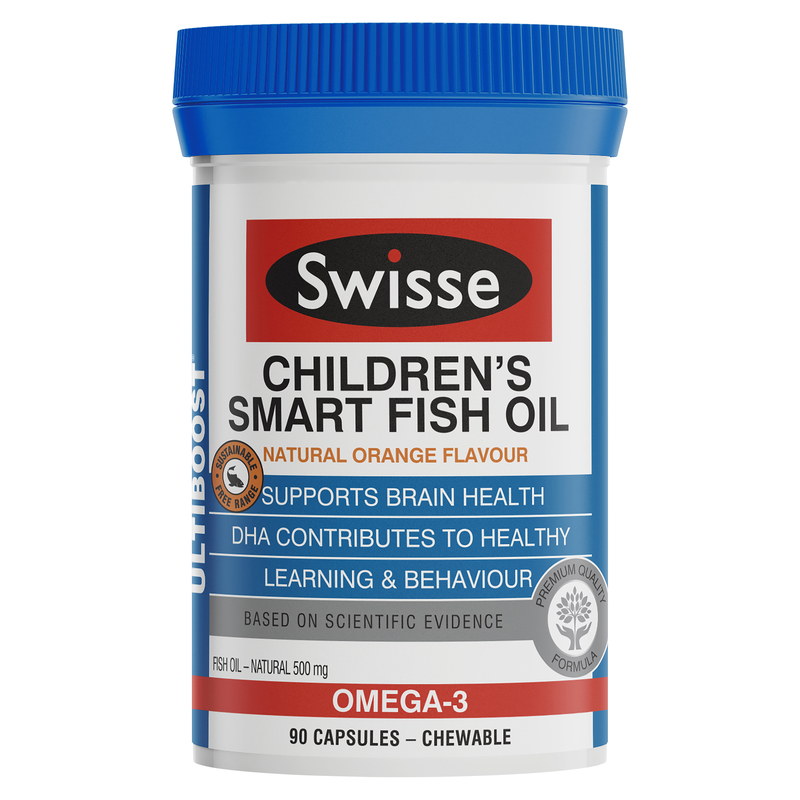 Swisse
CHILDREN'S
SMART FISH OIL
NATURAL ORANGE FLAVOUR
SUSTAINABLE
FREE RANGE
ULTIBOOST
SUPPORTS BRAIN HEALTH
DHA CONTRIBUTES TO HEALTHY
LEARNING & BEHAVIOUR
PREMIUM QUALITY
FORMULA
BASED ON SCIENTIFIC EVIDENCE
FISH OIL – NATURAL 500 mg
OMEGA-3
90 CAPSULES – CHEWABLE